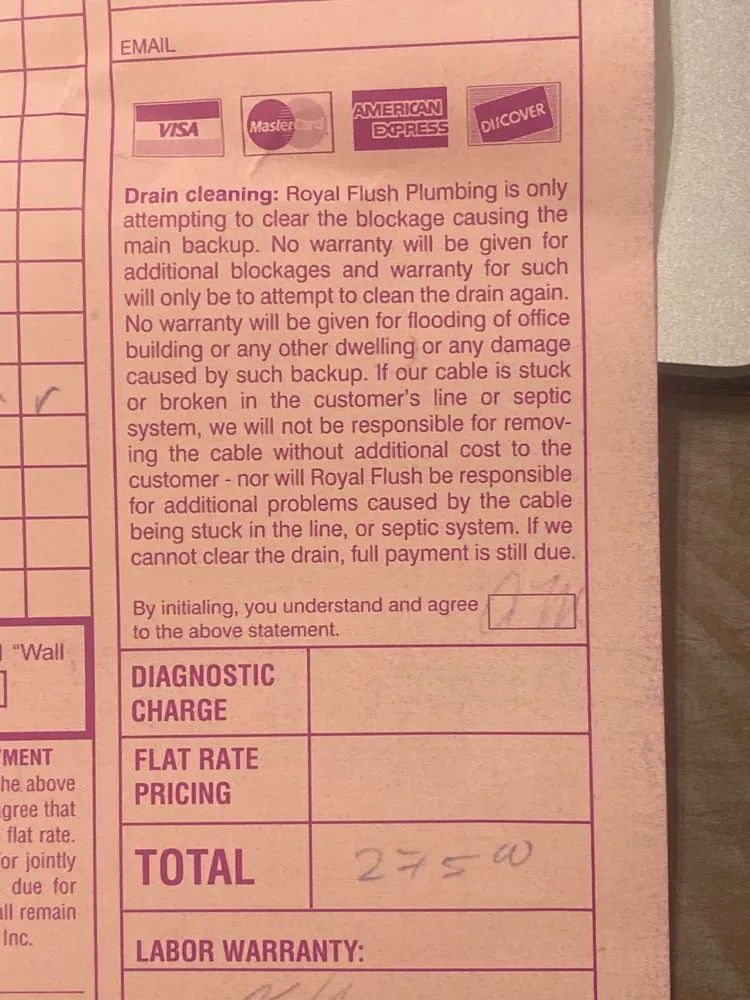 EMAIL
VISA
MasterCard
AMERICAN
EXPRESS
DISCOVER
Drain cleaning: Royal Flush Plumbing is only
attempting to clear the blockage causing the
main backup. No warranty will be given for
additional blockages and warranty for such
will only be to attempt to clean the drain again.
No warranty will be given for flooding of office
building or any other dwelling or any damage
caused by such backup. If our cable is stuck
or broken in the customer's line or septic
system, we will not be responsible for remov-
ing the cable without additional cost to the
customer - nor will Royal Flush be responsible
for additional problems caused by the cable
being stuck in the line, or septic system. If we
cannot clear the drain, full payment is still due.
By initialing, you understand and agree
to the above statement.
"Wall
MENT
he above
gree that
flat rate.
or jointly
due for
all remain
Inc.
DIAGNOSTIC
CHARGE
FLAT RATE
PRICING
TOTAL 275 00
LABOR WARRANTY: